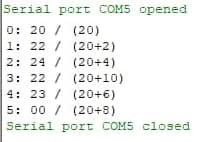 Serial port COM5 opened
0: 20 / (20)
1: 22 / (20+2)
2: 24 / (20+4)
3: 22 / (20+10)
4: 23 / (20+6)
5: 00 / (20+8)
Serial port COM5 closed